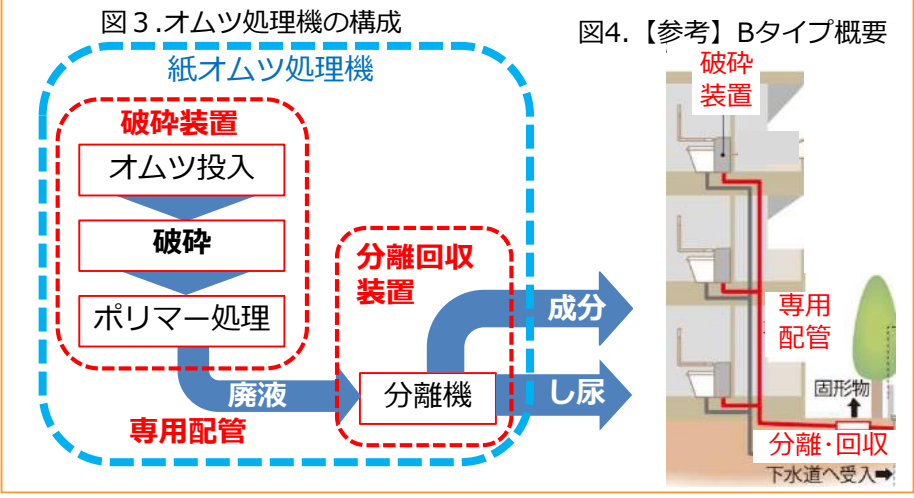 図３.オムツ処理機の構成
紙オムツ処理機
破砕装置
オムツ投入
破砕
ポリマー処理
廃液
専用配管
分離回収
装置
分離機
成分
し尿
図4.【参考】Bタイプ概要
破砕
装置
専用
配管
固形物
分離･回収
下水道へ受入➡